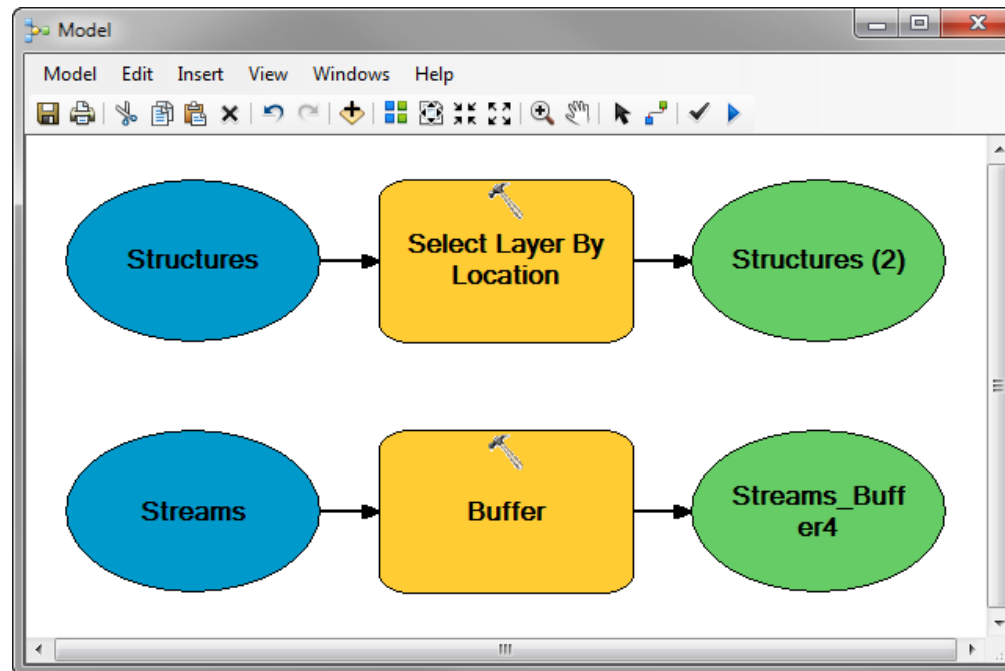 Model
Model Edit Insert View Windows Help
Structures
Select Layer By
Location
Structures (2)
Streams
Buffer
Streams_Buff
er4